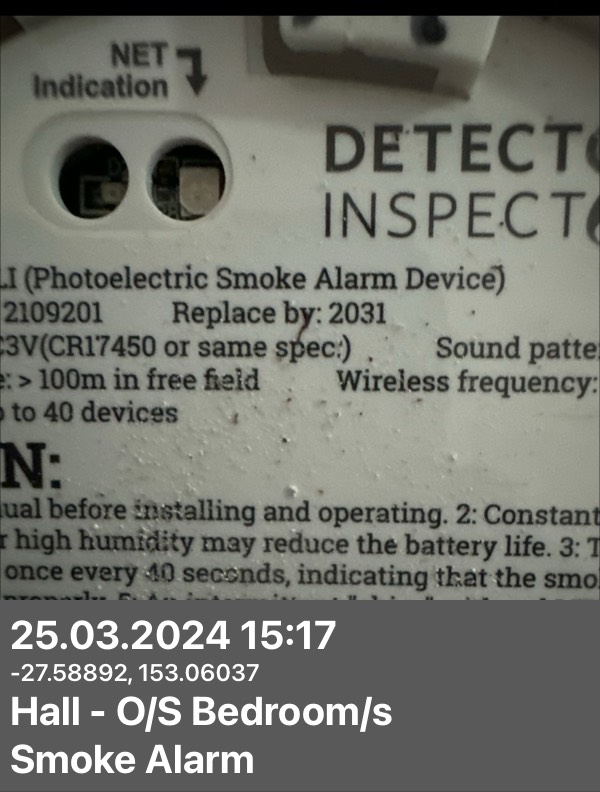 NET
Indication
DETECT
INSPECT
LI (Photoelectric Smoke Alarm Device)
2109201 Replace by: 2031
3V(CR17450 or same spec.) Sound patte
: > 100m in free field Wireless frequency:
to 40 devices
N:
ual before installing and operating. 2: Constant
r high humidity may reduce the battery life. 3: T
once every 40 seconds, indicating that the smo
25.03.2024 15:17
-27.58892, 153.06037
Hall - O/S Bedroom/s
Smoke Alarm